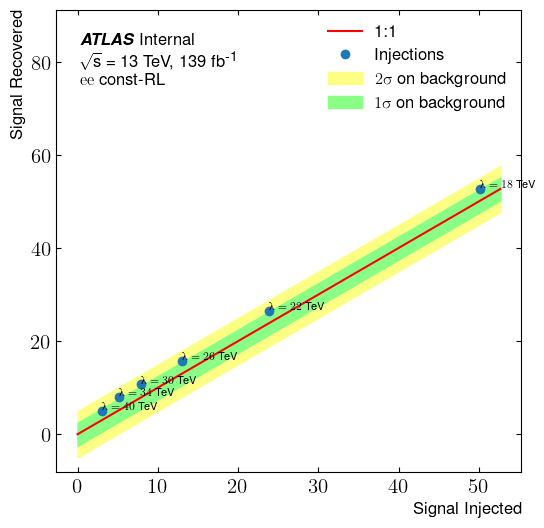 Signal Recovered
ATLAS Internal
√s = 13 TeV, 139 fb⁻¹
ee const-RL
1:1
Injections
2σ on background
1σ on background
80
60
40
20
0
λ = 18 TeV
λ = 22 TeV
λ = 26 TeV
λ = 30 TeV
λ = 34 TeV
λ = 40 TeV
0 10 20 30 40 50
Signal Injected